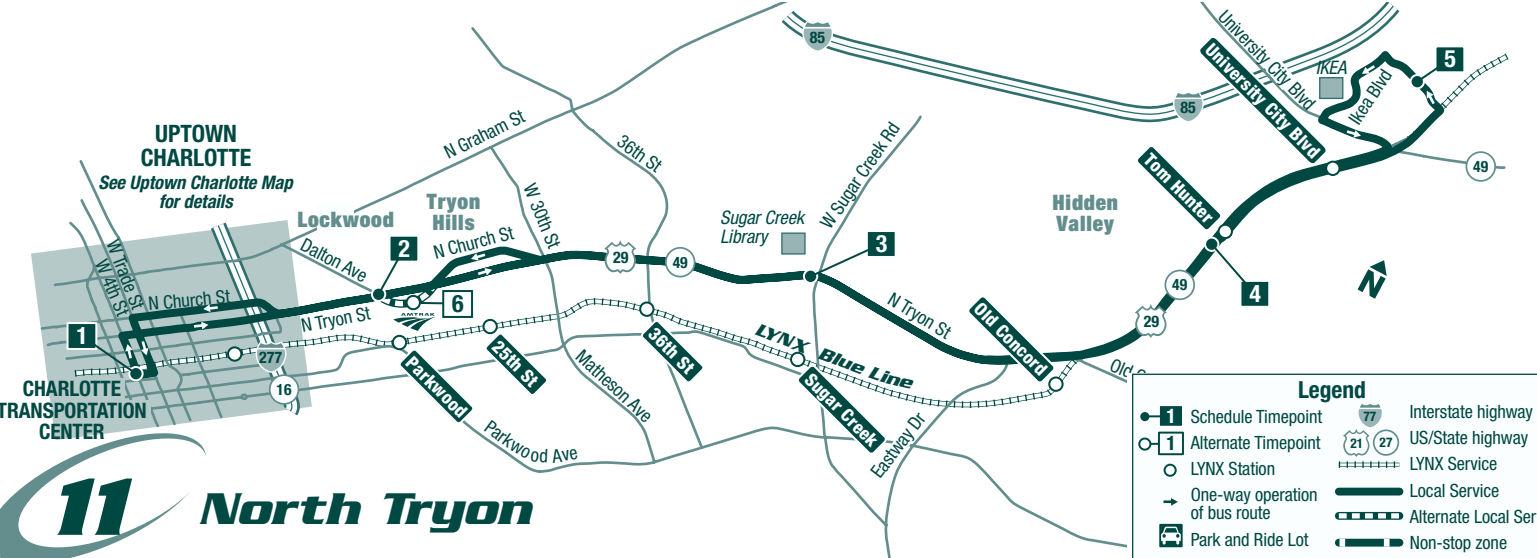 85
University City Blvd
University City Blvd
IKEA
5
Ikea Blvd
85
49
UPTOWN
CHARLOTTE
See Uptown Charlotte Map
for details
N Graham St
36th St
W Sugar Creek Rd
Tom Hunter
Lockwood
Tryon
Hills
W 30th St
Hidden
Valley
Sugar Creek
Library
Dalton Ave
2
N Church St
29
49
3
W Trade St
W 4th St
N Church St
6
AMTRAK
N Tryon St
1
277
16
N Tryon St
Old Concord
49
29
4
N
CHARLOTTE
TRANSPORTATION
CENTER
Parkwood
25th St
36th St
LYNX Blue Line
Sugar Creek
Matheson Ave
Parkwood Ave
Eastway Dr
Old
11 North Tryon
Legend
1 Schedule Timepoint
77 Interstate highway
1 Alternate Timepoint
21 27 US/State highway
LYNX Station
LYNX Service
One-way operation
of bus route
Local Service
Alternate Local Ser
Park and Ride Lot
Non-stop zone